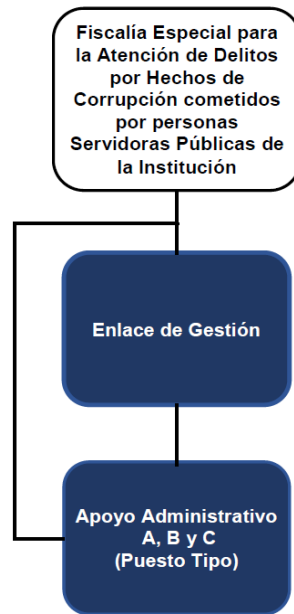 Fiscalía Especial para
la Atención de Delitos
por Hechos de
Corrupción cometidos
por personas
Servidoras Públicas de
la Institución
Enlace de Gestión
Apoyo Administrativo
A, B y C
(Puesto Tipo)